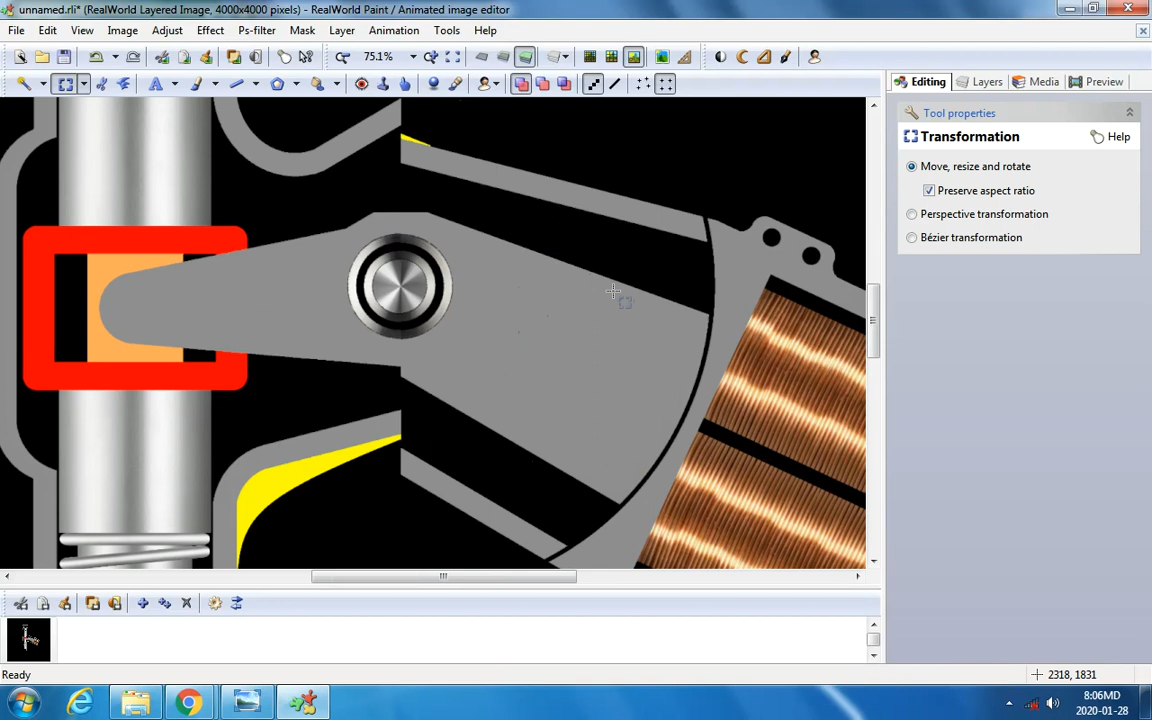 unnamed.rli* (RealWorld Layered Image, 4000x4000 pixels) - RealWorld Paint / Animated image editor
File Edit View Image Adjust Effect Ps-filter Mask Layer Animation Tools Help
75.1%
Editing Layers Media Preview
Tool properties
Transformation Help
Move, resize and rotate
Preserve aspect ratio
Perspective transformation
Bézier transformation
Ready
2318, 1831
8:06MD
2020-01-28